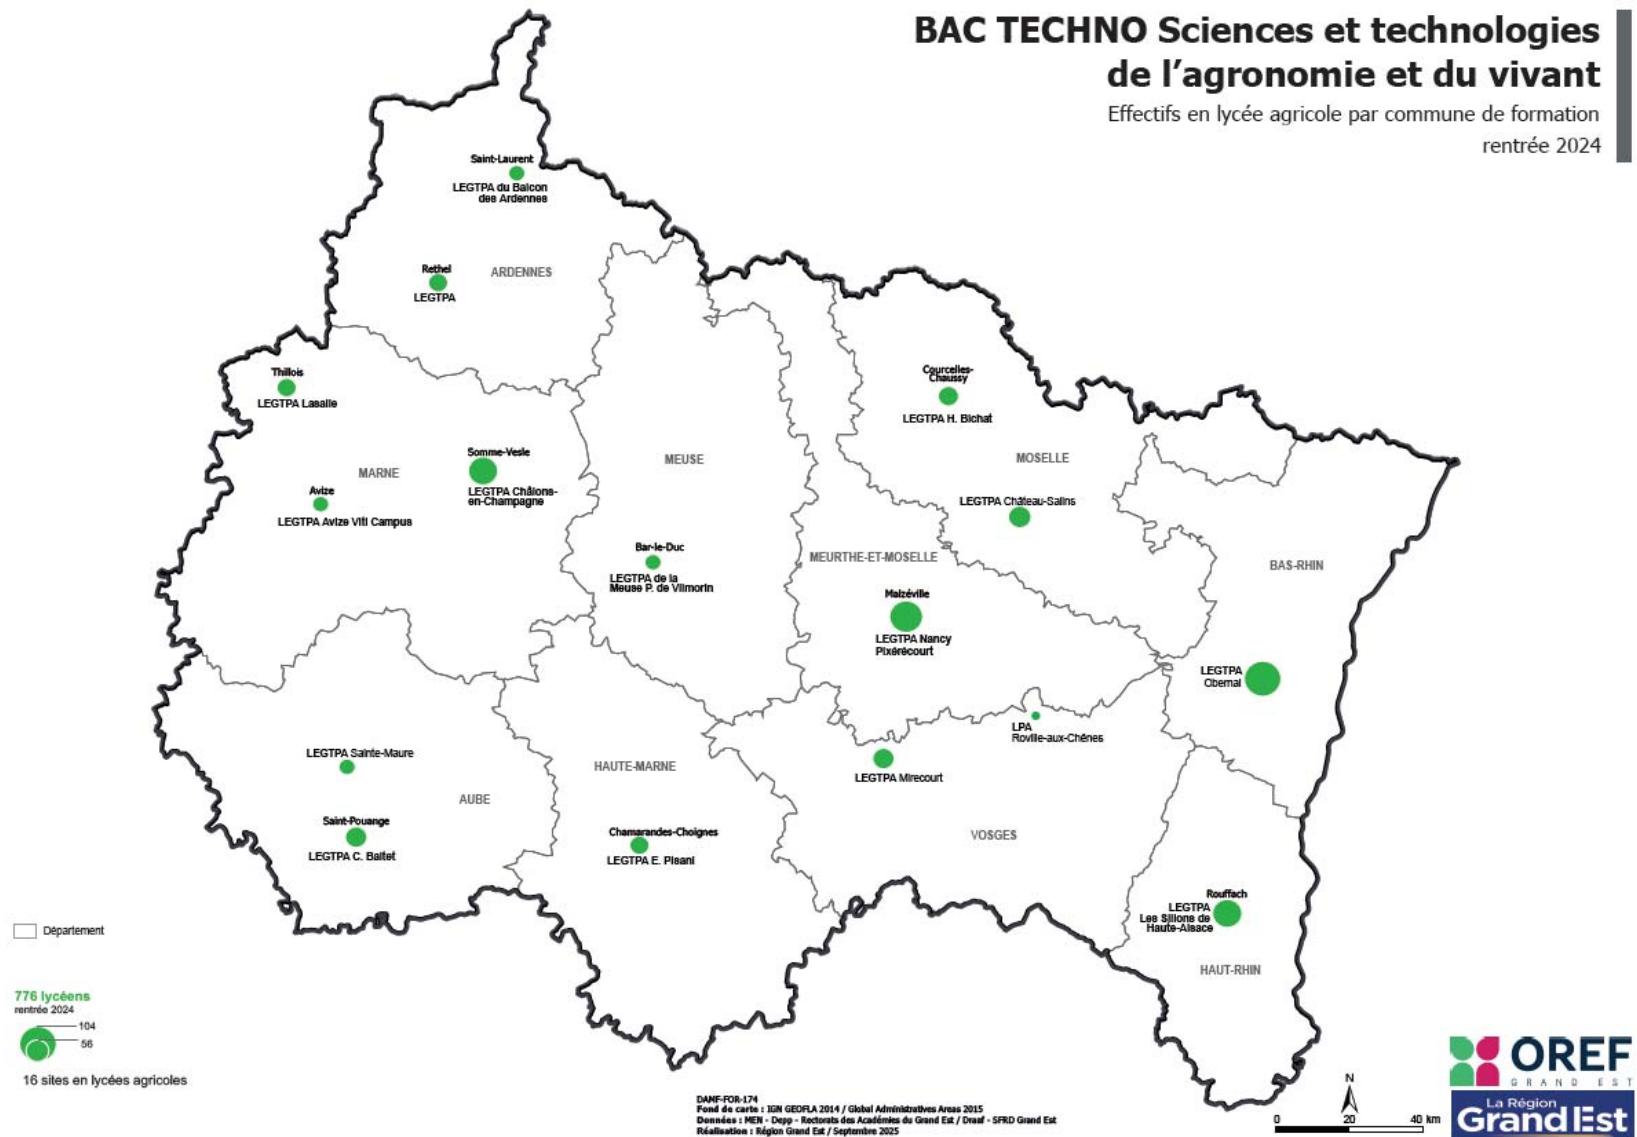 BAC TECHNO Sciences et technologies
de l'agronomie et du vivant
Effectifs en lycée agricole par commune de formation
rentrée 2024
Saint-Laurent
LEGTPA du Balcon
des Ardennes
Rethel
LEGTPA
ARDENNES
Thillois
LEGTPA Lasalle
Courcelles-
Chaussy
LEGTPA H. Bichat
Somme-Vesle
LEGTPA Châlons-
en-Champagne
MARNE
MEUSE
MOSELLE
Avize
LEGTPA Avize Viti Campus
LEGTPA Château-Salins
Bar-le-Duc
LEGTPA de la
Meuse P. de Vilmorin
MEURTHE-ET-MOSELLE
BAS-RHIN
Malzéville
LEGTPA Nancy
Pixérécourt
LEGTPA
Obernai
LPA
Roville-aux-Chênes
LEGTPA Sainte-Maure
HAUTE-MARNE
LEGTPA Mirecourt
AUBE
Saint-Pouange
LEGTPA C. Baltet
Chamarandes-Choignes
LEGTPA E. Pisani
VOSGES
Rouffach
LEGTPA
Les Sillons de
Haute-Alsace
HAUT-RHIN
Département
776 lycéens
rentrée 2024
104
56
16 sites en lycées agricoles
DAMF-FOR-174
Fond de carte : IGN GEOFLA 2014 / Global Administratives Areas 2015
Données : MEN - Depp - Rectorats des Académies du Grand Est / Draaf - SFRD Grand Est
Réalisation : Région Grand Est / Septembre 2025
N
0 20 40 km
OREF
GRAND EST
La Région
Grand Est